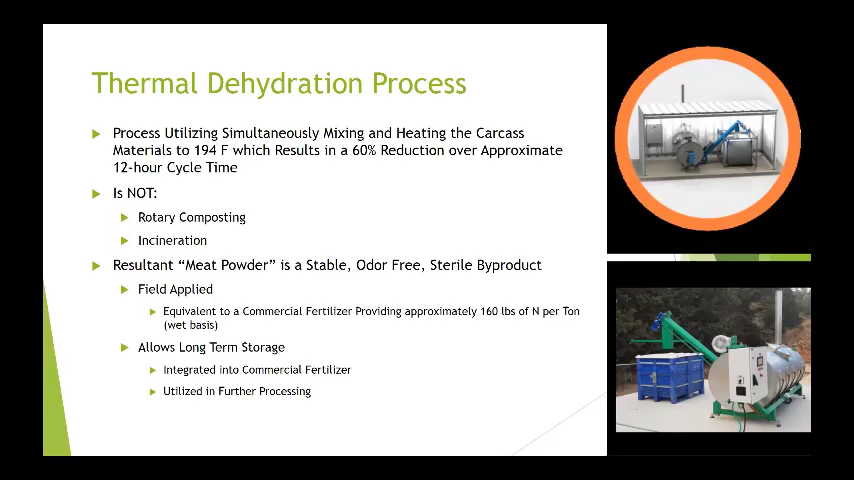 Thermal Dehydration Process
Process Utilizing Simultaneously Mixing and Heating the Carcass
Materials to 194 F which Results in a 60% Reduction over Approximate
12-hour Cycle Time
Is NOT:
Rotary Composting
Incineration
Resultant “Meat Powder” is a Stable, Odor Free, Sterile Byproduct
Field Applied
Equivalent to a Commercial Fertilizer Providing approximately 160 lbs of N per Ton
(wet basis)
Allows Long Term Storage
Integrated into Commercial Fertilizer
Utilized in Further Processing